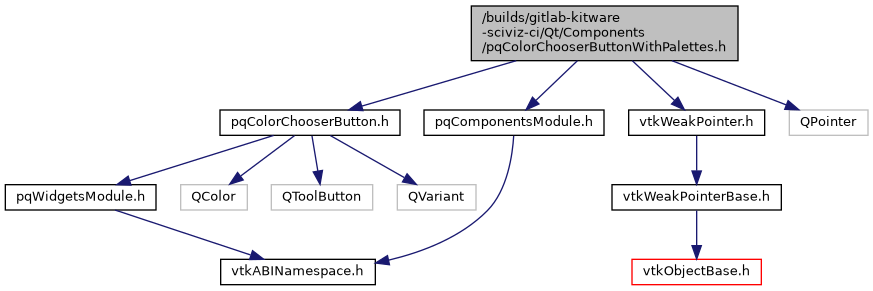 /builds/gitlab-kitware
-sciviz-ci/Qt/Components
/pqColorChooserButtonWithPalettes.h
pqColorChooserButton.h
pqComponentsModule.h
vtkWeakPointer.h
QPointer
pqWidgetsModule.h
QColor
QToolButton
QVariant
vtkWeakPointerBase.h
vtkABINamespace.h
vtkObjectBase.h